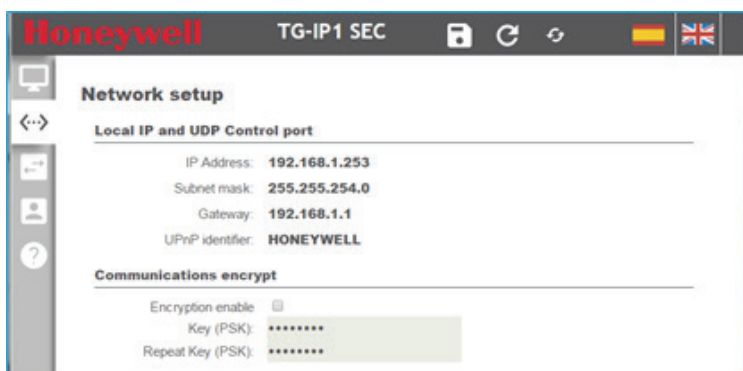 Honeywell TG-IP1 SEC
Network setup
Local IP and UDP Control port
IP Address: 192.168.1.253
Subnet mask: 255.255.254.0
Gateway: 192.168.1.1
UPnP identifier: HONEYWELL
Communications encrypt
Encryption enable
Key (PSK): ••••••••
Repeat Key (PSK): ••••••••